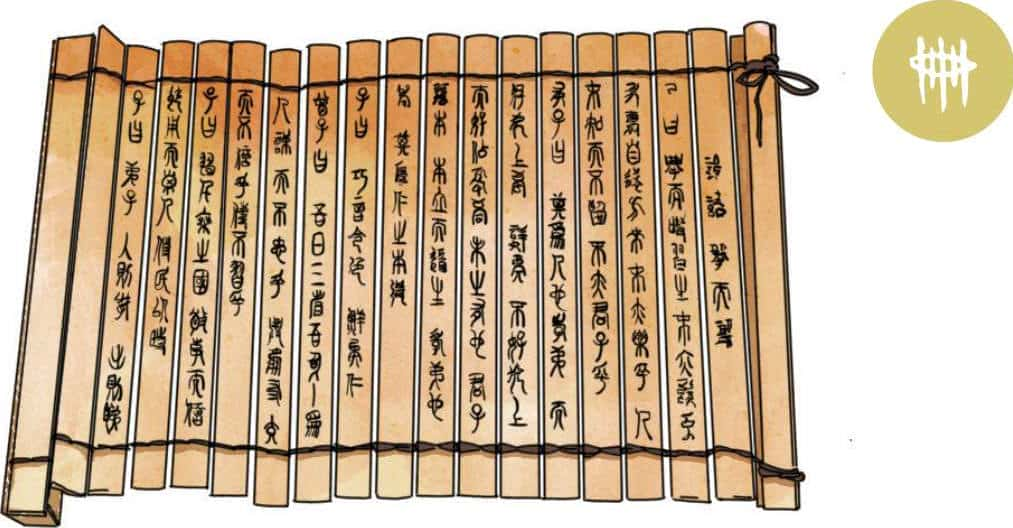 論語 學而
子曰 學而時習之 不亦說乎
有朋自遠方來 不亦樂乎 人
不知而不慍 不亦君子乎
有子曰 其為人也孝弟 而
好犯上者 鮮矣 不好犯上
而好作亂者 未之有也 君子
務本 本立而道生 孝弟也
者 其為仁之本與
子曰 巧言令色 鮮矣仁
曾子曰 吾日三省吾身 為
人謀 而不忠乎 與朋友交
而不信乎 傳不習乎
子曰 道千乘之國 敬事而信
節用而愛人 使民以時
子曰 弟子 入則孝 出則弟